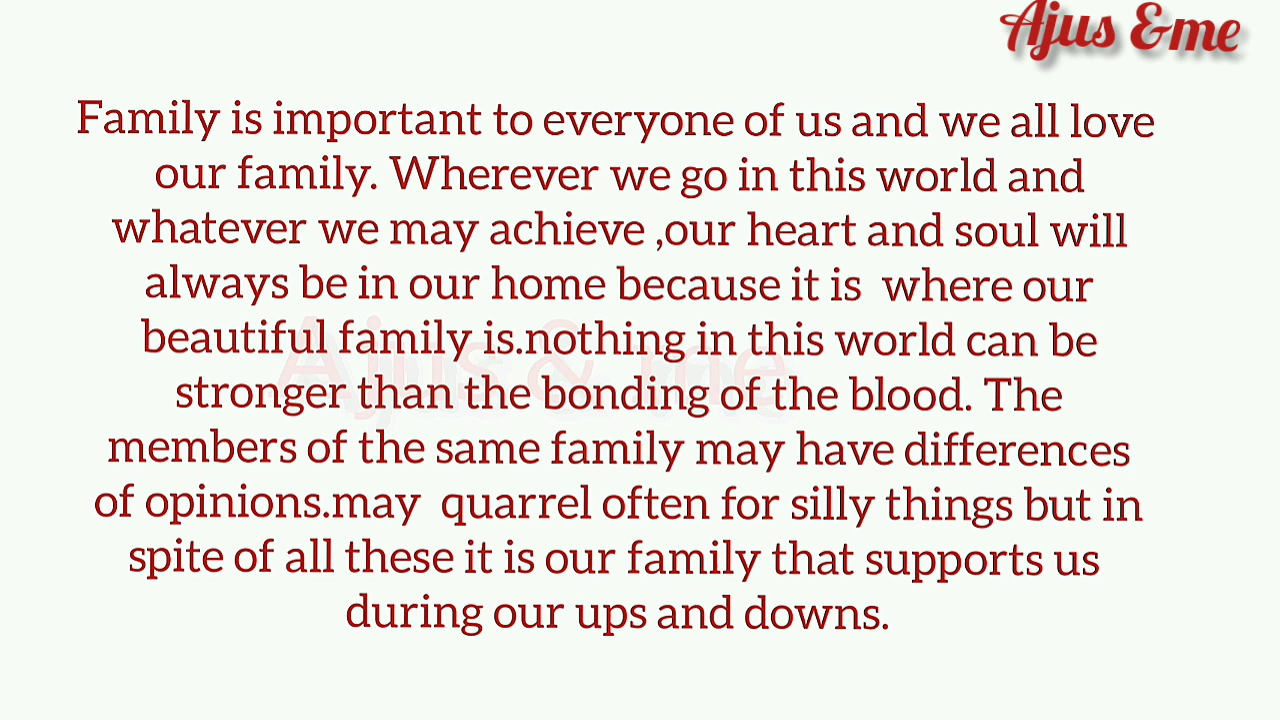 Ajus &me
Family is important to everyone of us and we all love
our family. Wherever we go in this world and
whatever we may achieve ,our heart and soul will
always be in our home because it is  where our
beautiful family is.nothing in this world can be
Ajus & me
stronger than the bonding of the blood. The
members of the same family may have differences
of opinions.may  quarrel often for silly things but in
spite of all these it is our family that supports us
during our ups and downs.